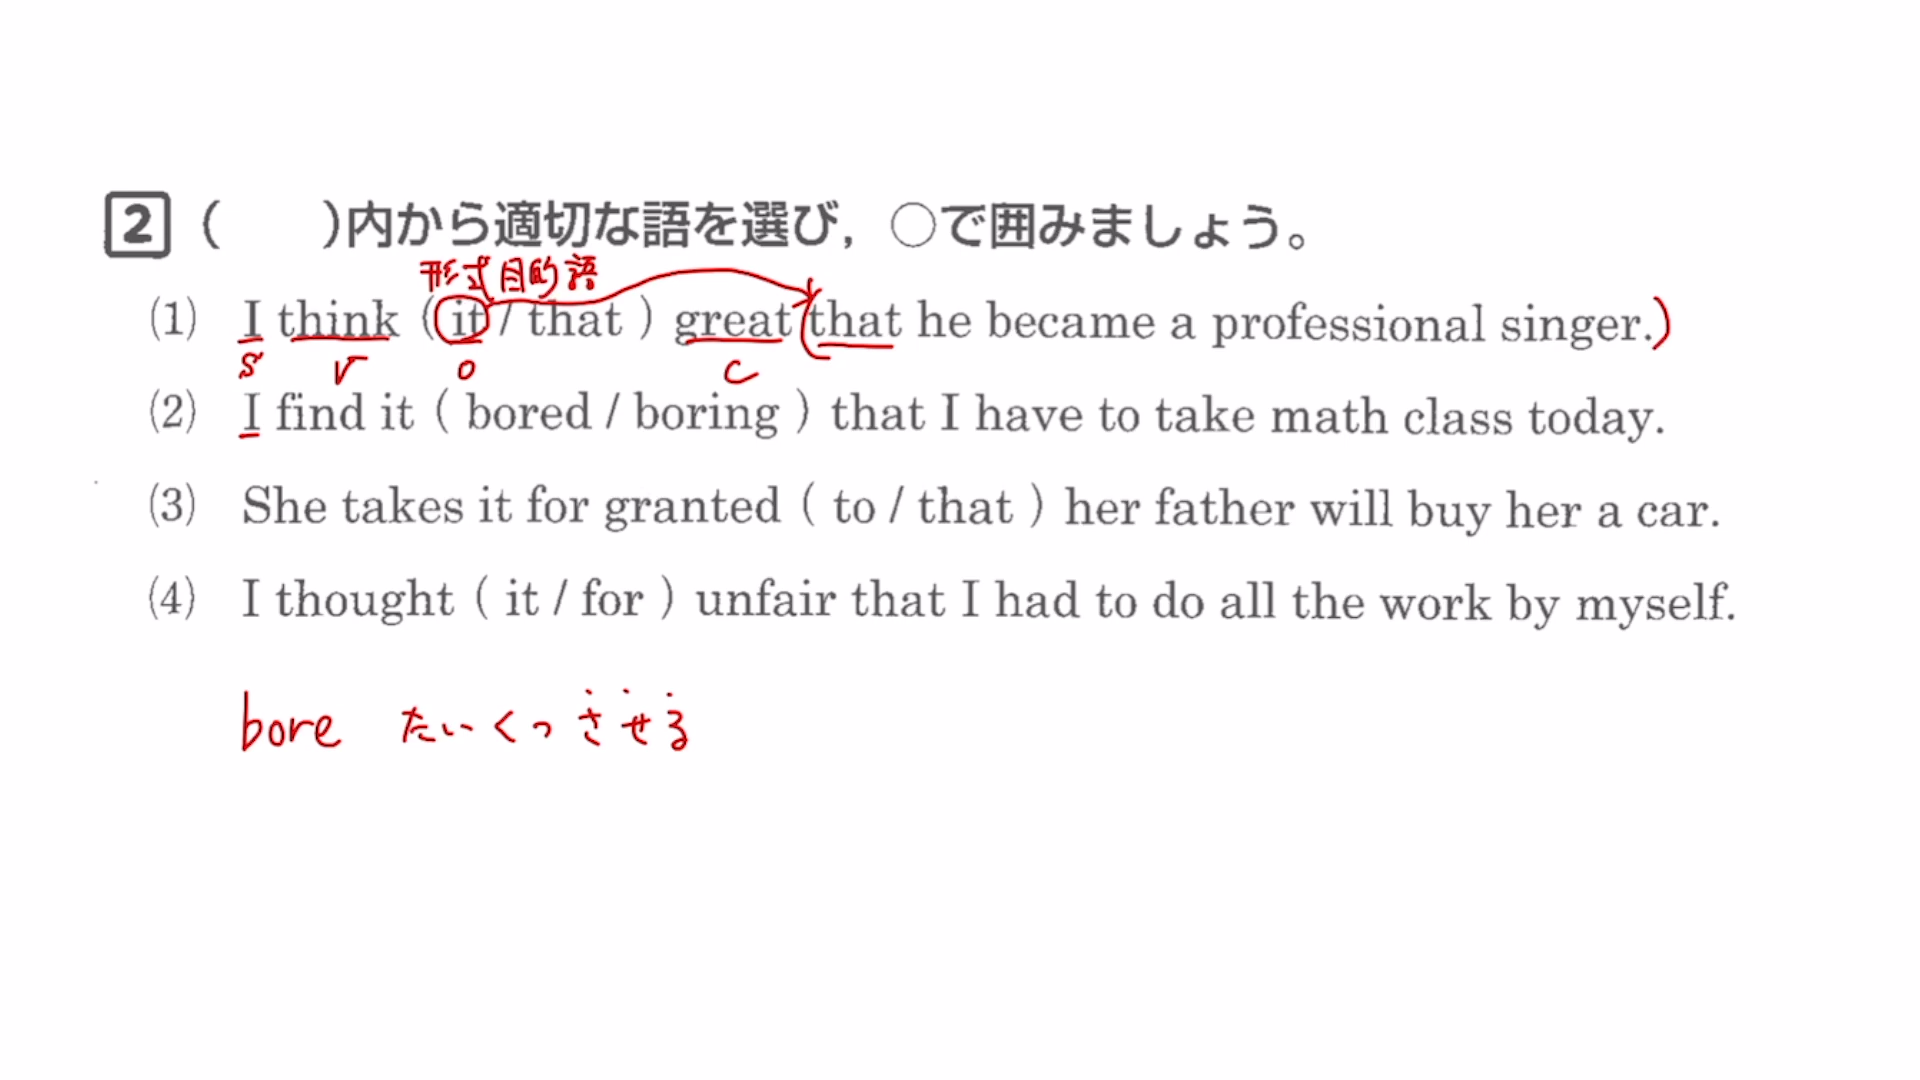 2 (　　)内から適切な語を選び，○で囲みましょう。
形式目的語
(1) I think ( it / that ) great (that he became a professional singer.)
S V O C
(2) I find it ( bored / boring ) that I have to take math class today.
(3) She takes it for granted ( to / that ) her father will buy her a car.
(4) I thought ( it / for ) unfair that I had to do all the work by myself.
bore たいくつさせる